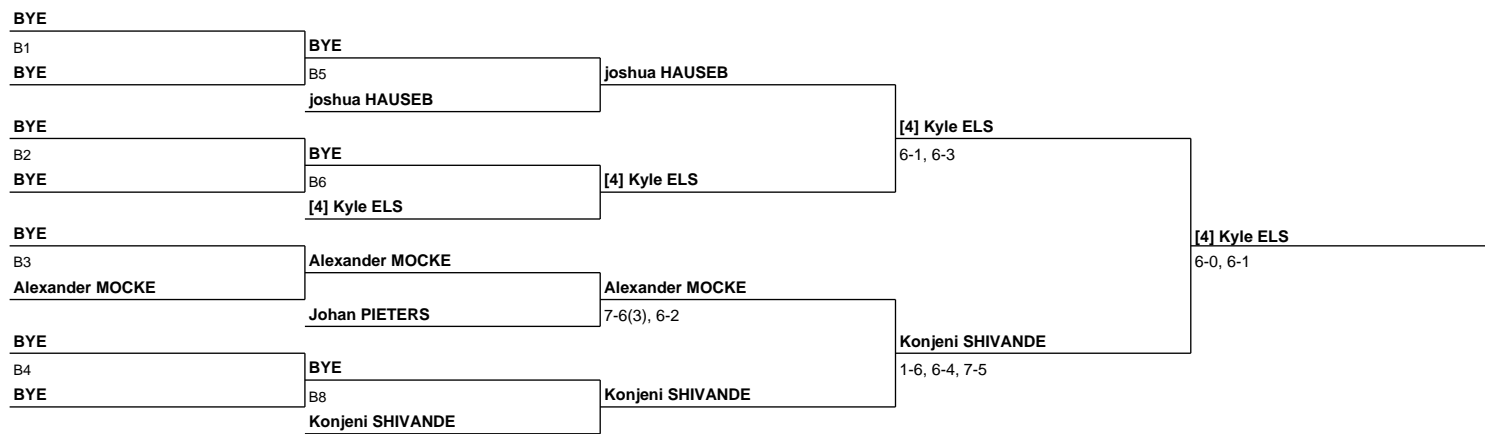 BYE
B1
BYE
BYE
B5
joshua HAUSEB
joshua HAUSEB
BYE
B2
BYE
BYE
B6
[4] Kyle ELS
[4] Kyle ELS
[4] Kyle ELS
6-1, 6-3
BYE
B3
Alexander MOCKE
Alexander MOCKE
Johan PIETERS
Alexander MOCKE
7-6(3), 6-2
BYE
B4
BYE
BYE
B8
Konjeni SHIVANDE
Konjeni SHIVANDE
Konjeni SHIVANDE
1-6, 6-4, 7-5
[4] Kyle ELS
6-0, 6-1